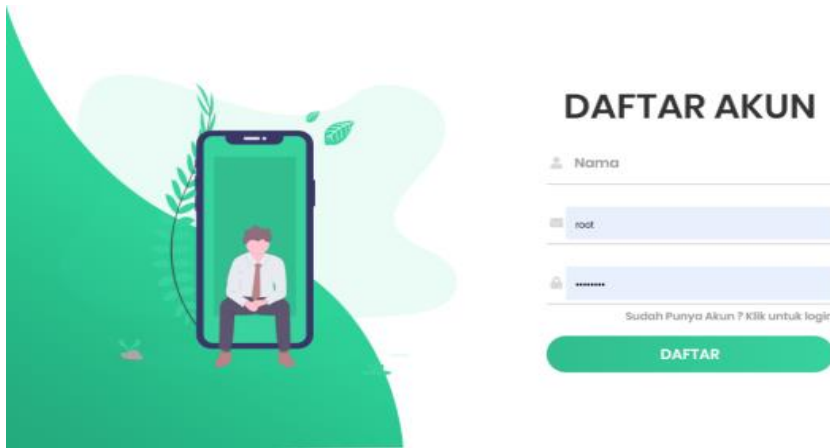 DAFTAR AKUN
Nama
root
••••••••
Sudah Punya Akun ? Klik untuk login
DAFTAR